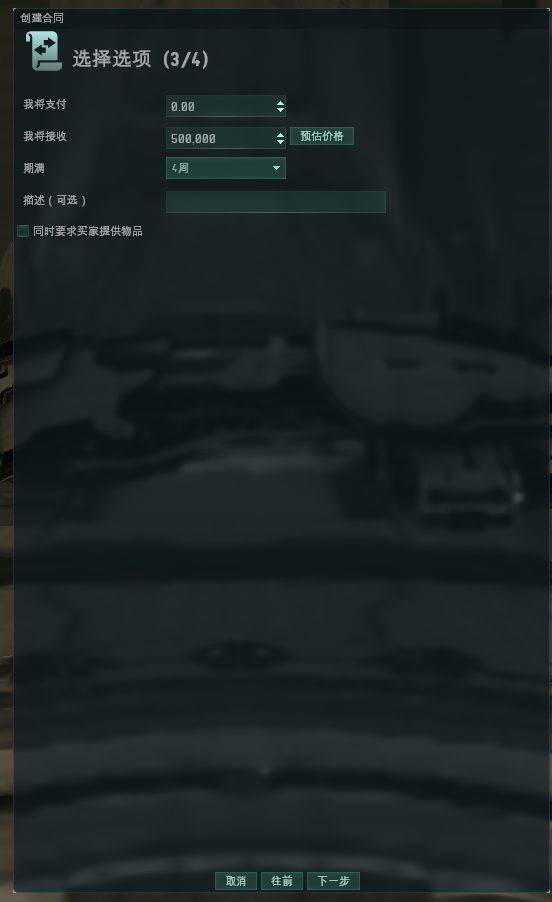 创建合同
选择选项 (3/4)
我将支付 0.00
我将接收 500,000 预估价格
期满 4周
描述 ( 可选 )
同时要求买家提供物品
取消 往前 下一步